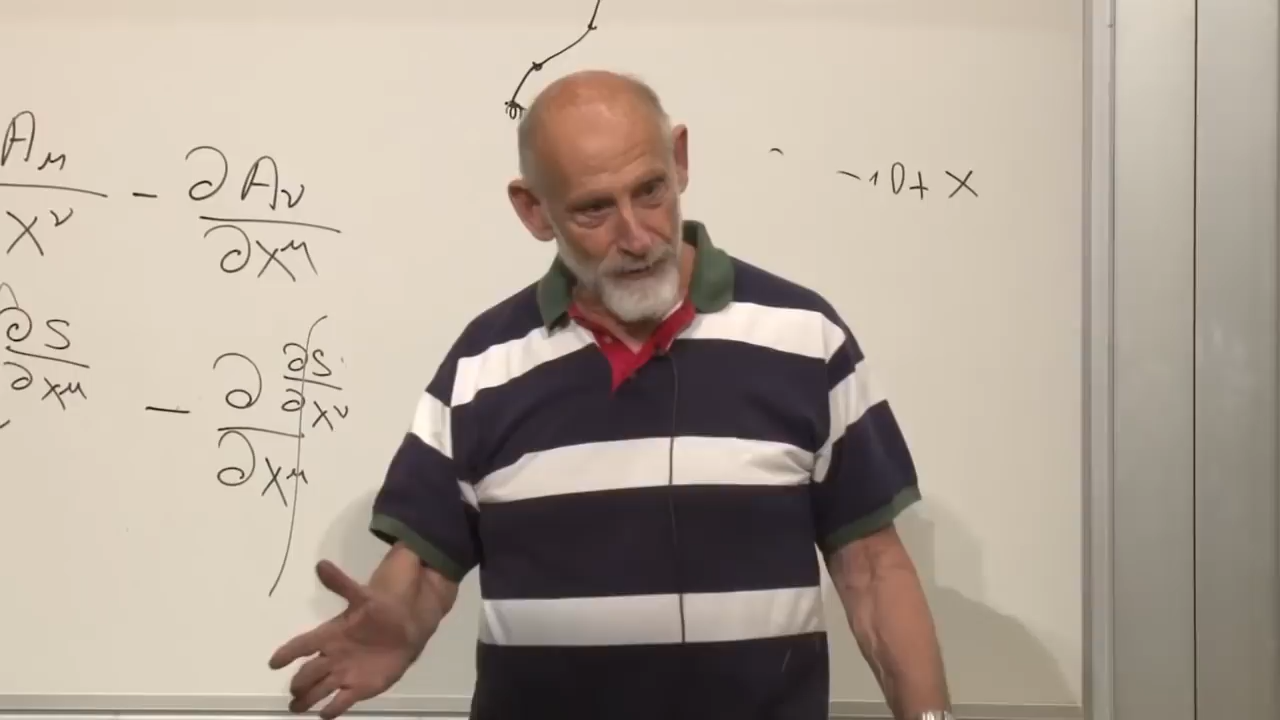 Aμ
xν
− ∂Aν
∂xμ
−10+ x
∂S
∂xμ
− ∂ ∂S
∂xν
∂xμ